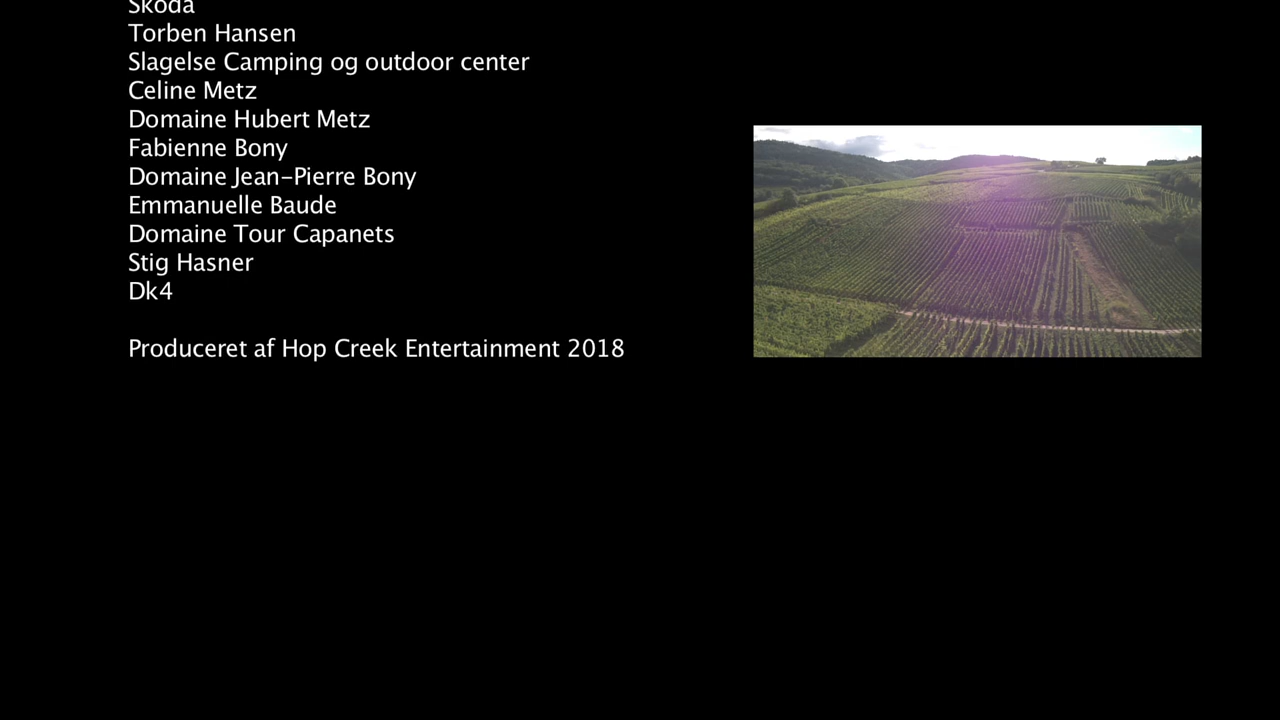 Skoda
Torben Hansen
Slagelse Camping og outdoor center
Celine Metz
Domaine Hubert Metz
Fabienne Bony
Domaine Jean-Pierre Bony
Emmanuelle Baude
Domaine Tour Capanets
Stig Hasner
Dk4
Produceret af Hop Creek Entertainment 2018